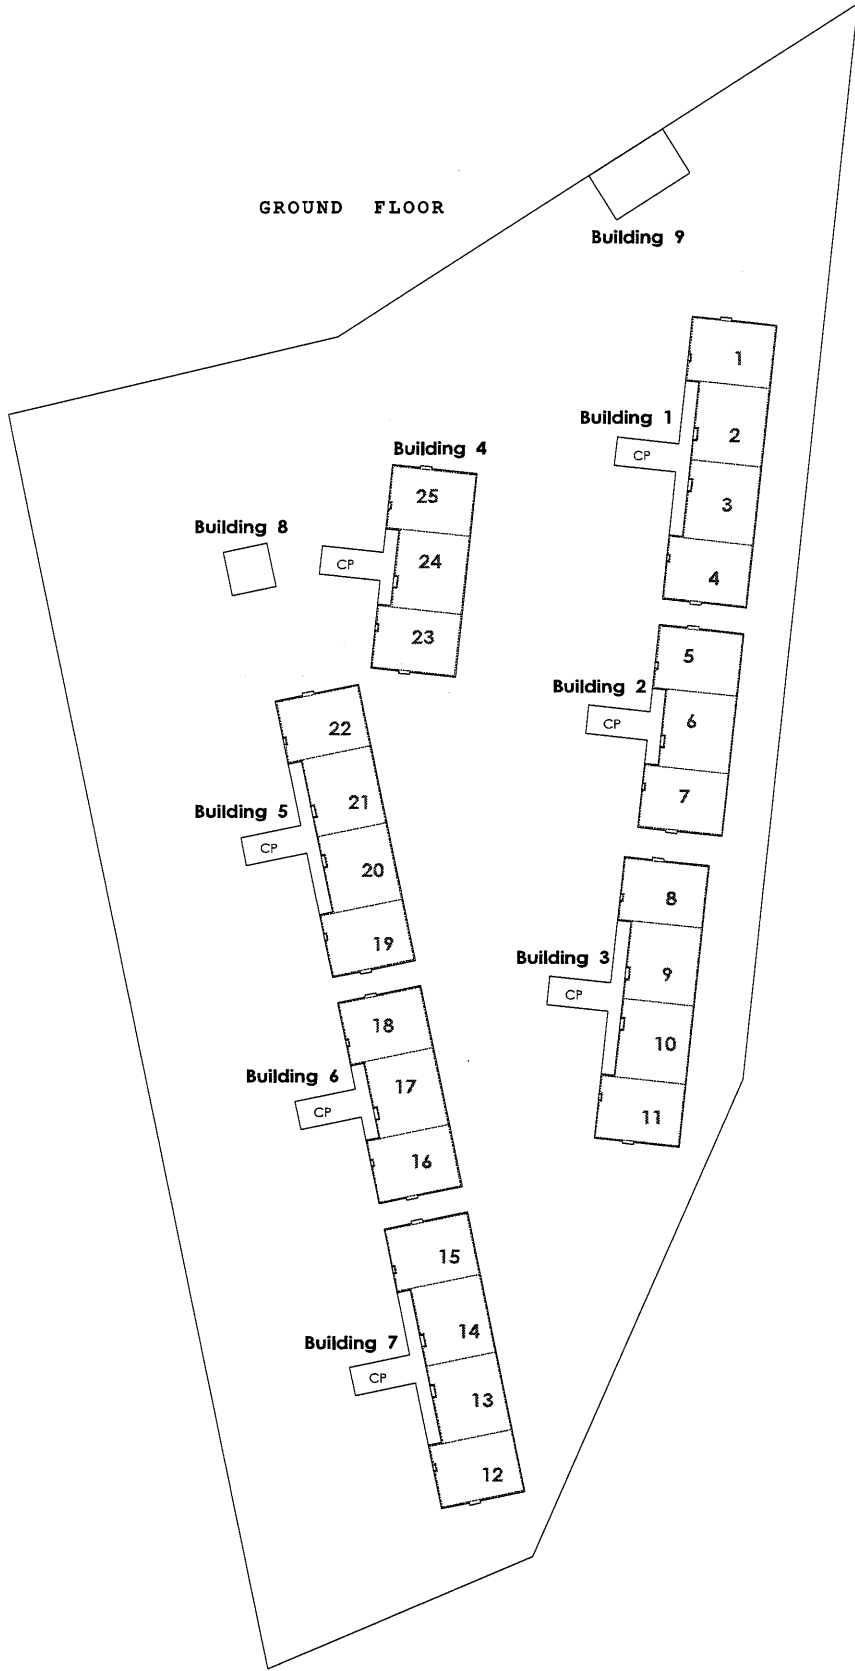 GROUND FLOOR
Building 9
1
Building 1
2
CP
3
4
Building 4
25
Building 8
24
CP
23
5
Building 2
6
CP
7
22
21
Building 5
20
CP
19
8
Building 3
9
CP
10
11
18
Building 6
17
CP
16
15
14
Building 7
CP
13
12